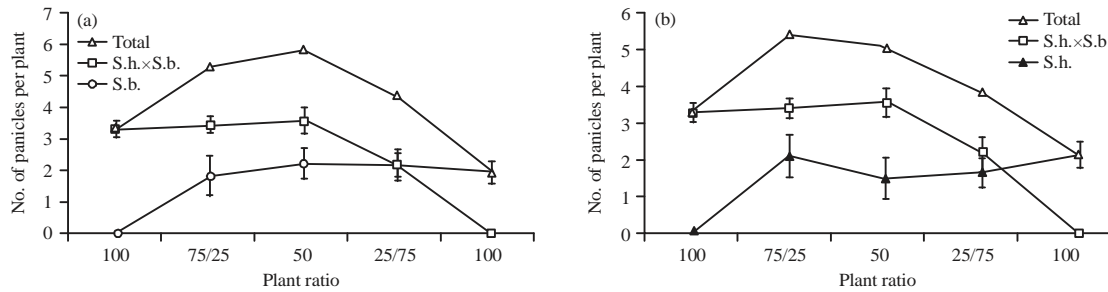 (a)
7
6
5
4
3
2
1
0
No. of panicles per plant
Total
S.h.×S.b.
S.b.
100
75/25
50
25/75
100
Plant ratio
(b)
6
5
4
3
2
1
0
No. of panicles per plant
Total
S.h.×S.b
S.h.
100
75/25
50
25/75
100
Plant ratio